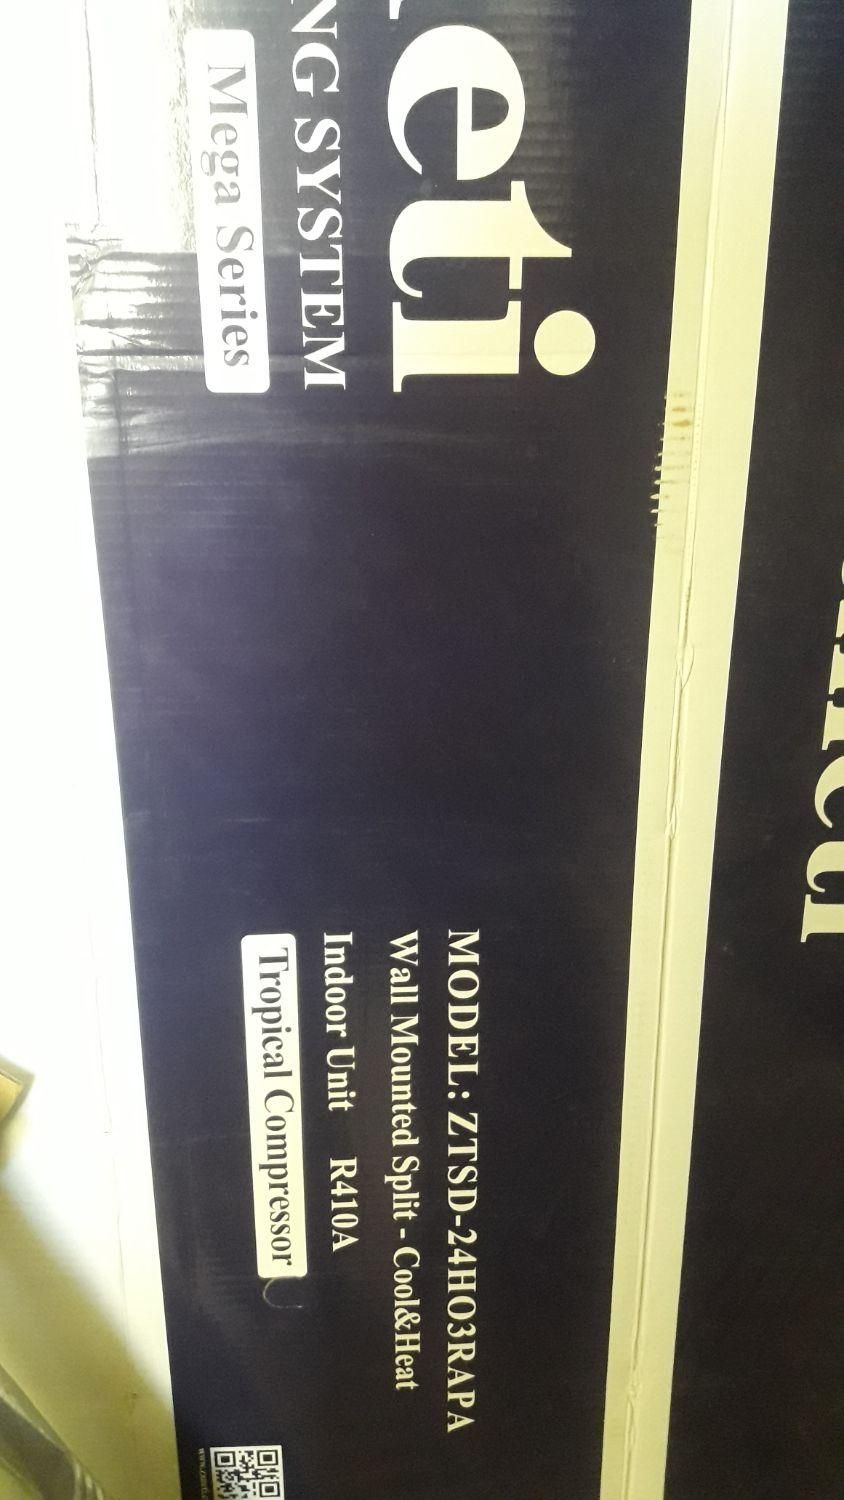 eti
NG SYSTEM
Mega Series
MODEL: ZTSD-24HO3RAPA
Wall Mounted Split - Cool&Heat
Indoor Unit R410A
Tropical Compressor